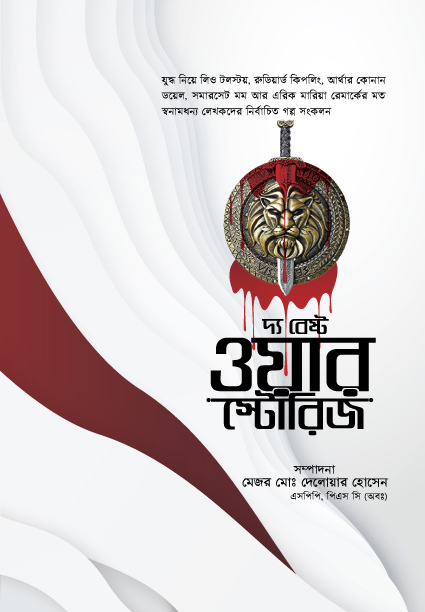 যুদ্ধ নিয়ে লিও টলস্টয়, রুডিয়ার্ড কিপলিং, আর্থার কোনান
ডয়েল, সমারসেট মম আর এরিক মারিয়া রেমার্কের মত
স্বনামধন্য লেখকদের নির্বাচিত গল্প সংকলন
দ্য বেষ্ট
ওয়ার
স্টোরিজ
সম্পাদনা
মেজর মোঃ দেলোয়ার হোসেন
এসপিপি, পিএস সি (অবঃ)